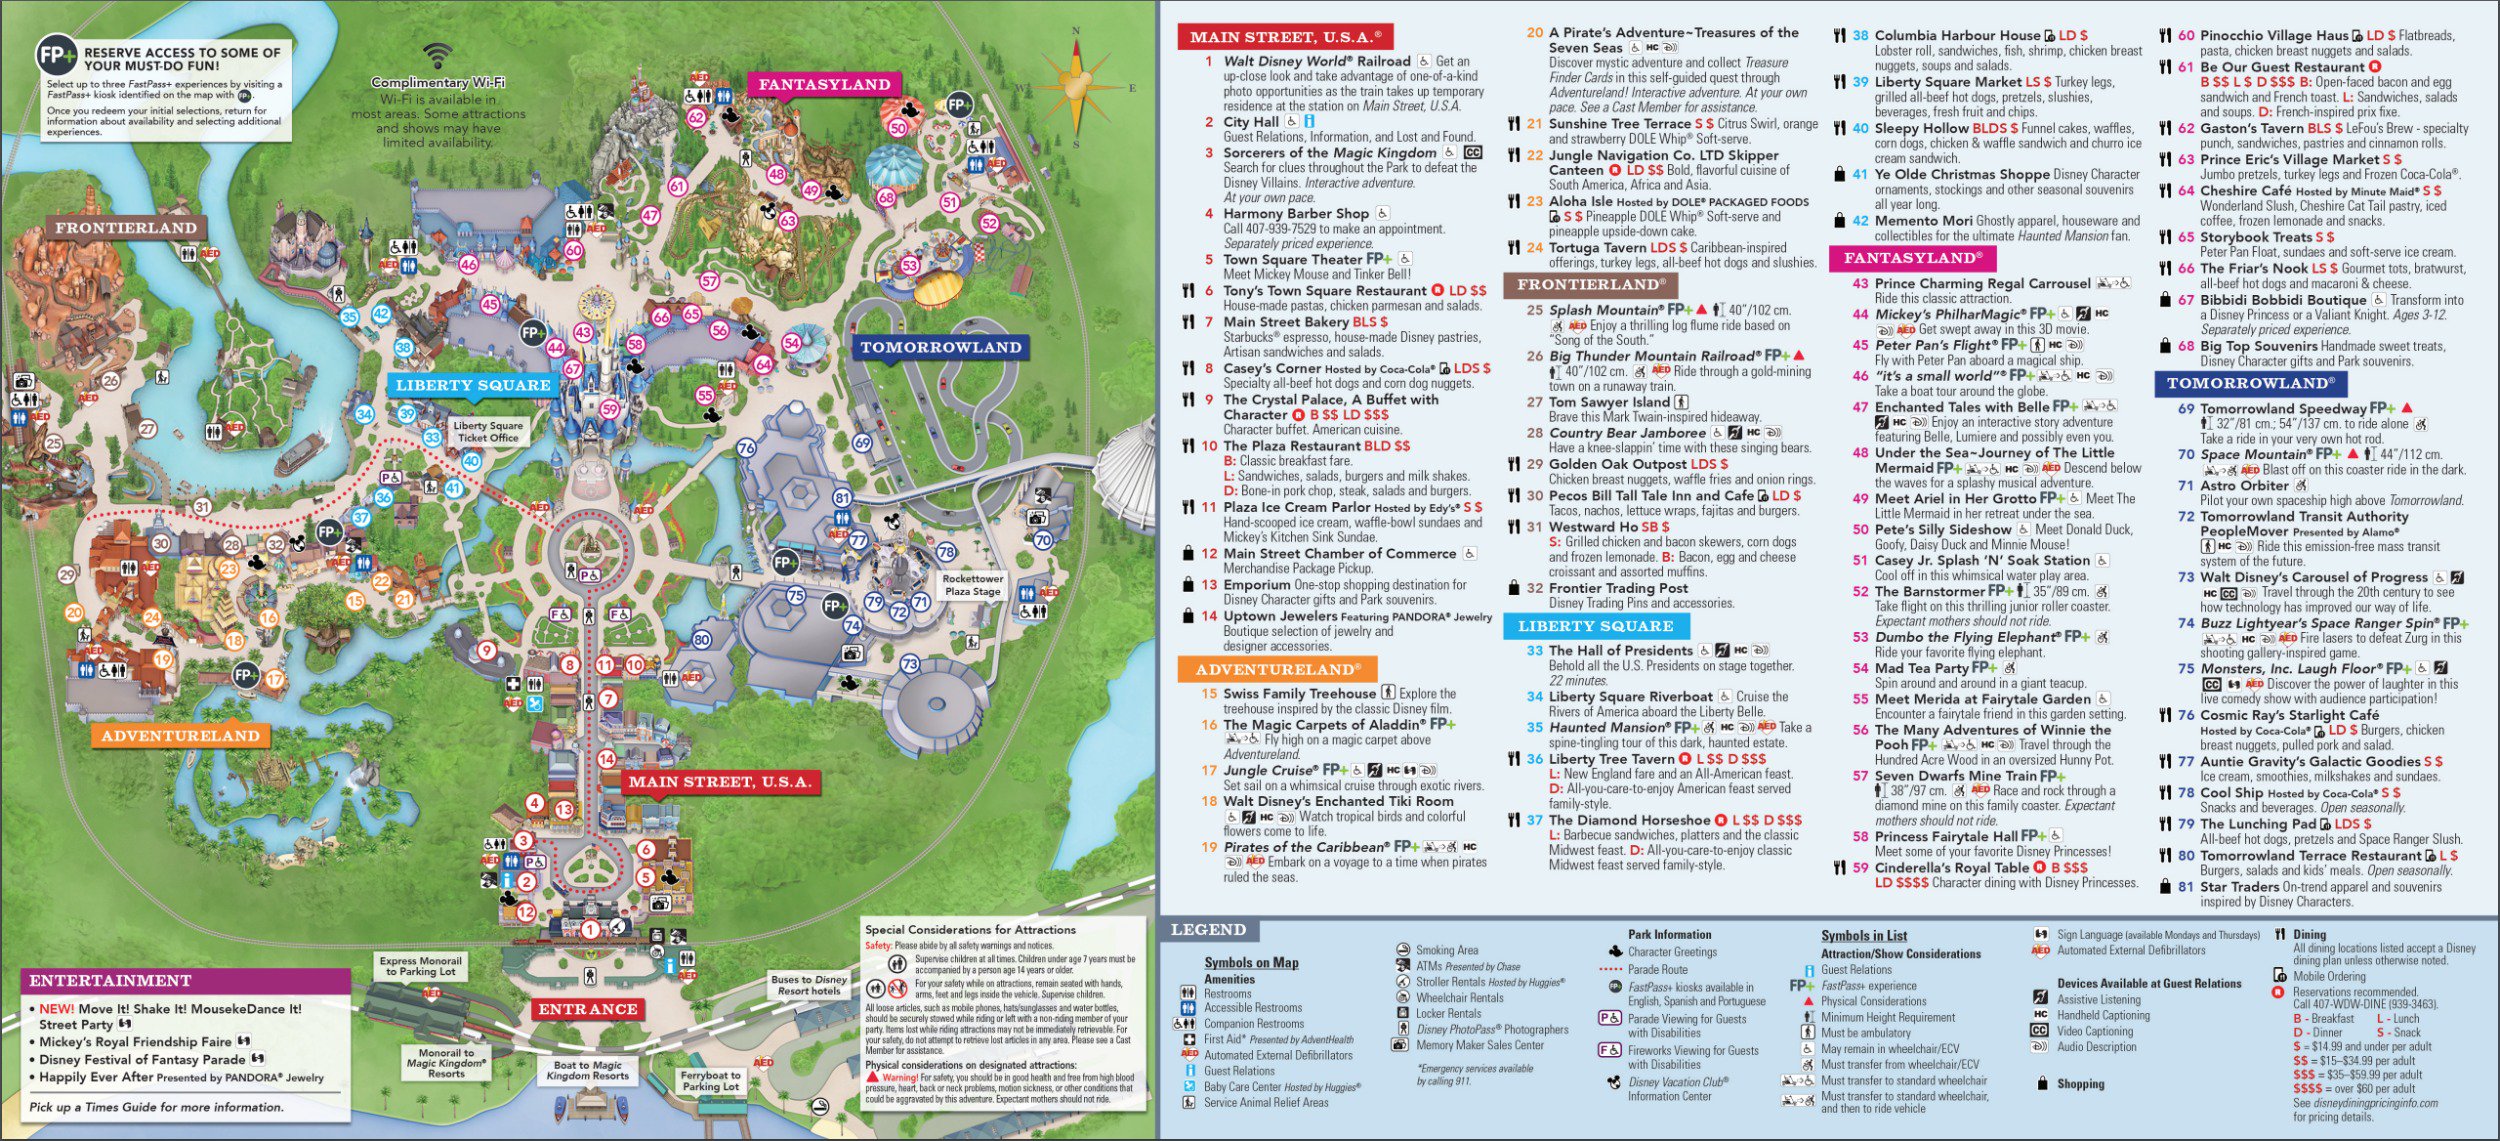 FP+ RESERVE ACCESS TO SOME OF
YOUR MUST-DO FUN!
Select up to three FastPass+ experiences by visiting a
FastPass+ kiosk identified on the map with FP+.
Once you redeem your initial selections, return for
information about availability and selecting additional
experiences.
Complimentary Wi-Fi
Wi-Fi is available in
most areas. Some attractions
and shows may have
limited availability.
FANTASYLAND
FRONTIERLAND
TOMORROWLAND
LIBERTY SQUARE
Liberty Square
Ticket Office
Rockettower
Plaza Stage
ADVENTURELAND
MAIN STREET, U.S.A.
ENTRANCE
Express Monorail
to Parking Lot
Monorail to
Magic Kingdom®
Resorts
Boat to Magic
Kingdom Resorts
Ferryboat to
Parking Lot
Buses to Disney
Resort hotels
ENTERTAINMENT
• NEW! Move It! Shake It! MousekeDance It!
Street Party
• Mickey's Royal Friendship Faire
• Disney Festival of Fantasy Parade
• Happily Ever After Presented by PANDORA® Jewelry
Pick up a Times Guide for more information.
Special Considerations for Attractions
Safety: Please abide by all safety warnings and notices.
Supervise children at all times. Children under age 7 years must be
accompanied by a person age 14 years or older.
For your safety while on attractions, remain seated with hands,
arms, feet and legs inside the vehicle. Supervise children.
All loose articles, such as mobile phones, hats/sunglasses and water bottles,
should be securely stowed while riding or left with a non-riding member of your
party. Items lost while riding attractions may not be immediately retrievable. For
your safety, do not attempt to retrieve lost articles in any area. Please see a Cast
Member for assistance.
Physical considerations on designated attractions:
Warning! For safety, you should be in good health and free from high blood
pressure, heart, back or neck problems, motion sickness, or other conditions that
could be aggravated by this adventure. Expectant mothers should not ride.
MAIN STREET, U.S.A.®
1 Walt Disney World® Railroad Get an
up-close look and take advantage of one-of-a-kind
photo opportunities as the train takes up temporary
residence at the station on Main Street, U.S.A.
2 City Hall
Guest Relations, Information, and Lost and Found.
3 Sorcerers of the Magic Kingdom CC
Search for clues throughout the Park to defeat the
Disney Villains. Interactive adventure.
At your own pace.
4 Harmony Barber Shop
Call 407-939-7529 to make an appointment.
Separately priced experience.
5 Town Square Theater FP+
Meet Mickey Mouse and Tinker Bell!
6 Tony's Town Square Restaurant R LD $$
House-made pastas, chicken parmesan and salads.
7 Main Street Bakery BLS $
Starbucks® espresso, house-made Disney pastries,
Artisan sandwiches and salads.
8 Casey's Corner Hosted by Coca-Cola® LDS $
Specialty all-beef hot dogs and corn dog nuggets.
9 The Crystal Palace, A Buffet with
Character R B $$ LD $$$
Character buffet. American cuisine.
10 The Plaza Restaurant BLD $$
B: Classic breakfast fare.
L: Sandwiches, salads, burgers and milk shakes.
D: Bone-in pork chop, steak, salads and burgers.
11 Plaza Ice Cream Parlor Hosted by Edy's® S $
Hand-scooped ice cream, waffle-bowl sundaes and
Mickey's Kitchen Sink Sundae.
12 Main Street Chamber of Commerce
Merchandise Package Pickup.
13 Emporium One-stop shopping destination for
Disney Character gifts and Park souvenirs.
14 Uptown Jewelers Featuring PANDORA® Jewelry
Boutique selection of jewelry and
designer accessories.
ADVENTURELAND®
15 Swiss Family Treehouse Explore the
treehouse inspired by the classic Disney film.
16 The Magic Carpets of Aladdin® FP+
Fly high on a magic carpet above
Adventureland.
17 Jungle Cruise® FP+ HC
Set sail on a whimsical cruise through exotic rivers.
18 Walt Disney's Enchanted Tiki Room
HC Watch tropical birds and colorful
flowers come to life.
19 Pirates of the Caribbean® FP+ HC
AED Embark on a voyage to a time when pirates
ruled the seas.
20 A Pirate's Adventure~Treasures of the
Seven Seas HC
Discover mystic adventure and collect Treasure
Finder Cards in this self-guided quest through
Adventureland! Interactive adventure. At your own
pace. See a Cast Member for assistance.
21 Sunshine Tree Terrace S $ Citrus Swirl, orange
and strawberry DOLE Whip® Soft-serve.
22 Jungle Navigation Co. LTD Skipper
Canteen R LD $$ Bold, flavorful cuisine of
South America, Africa and Asia.
23 Aloha Isle Hosted by DOLE® PACKAGED FOODS
S $ Pineapple DOLE Whip® Soft-serve and
pineapple upside-down cake.
24 Tortuga Tavern LDS $ Caribbean-inspired
offerings, turkey legs, all-beef hot dogs and slushies.
FRONTIERLAND®
25 Splash Mountain® FP+ 40"/102 cm.
AED Enjoy a thrilling log flume ride based on
"Song of the South."
26 Big Thunder Mountain Railroad® FP+
40"/102 cm. AED Ride through a gold-mining
town on a runaway train.
27 Tom Sawyer Island
Brave this Mark Twain-inspired hideaway.
28 Country Bear Jamboree HC
Have a knee-slappin' time with these singing bears.
29 Golden Oak Outpost LDS $
Chicken breast nuggets, waffle fries and onion rings.
30 Pecos Bill Tall Tale Inn and Cafe LD $
Tacos, nachos, lettuce wraps, fajitas and burgers.
31 Westward Ho SB $
S: Grilled chicken and bacon skewers, corn dogs
and frozen lemonade. B: Bacon, egg and cheese
croissant and assorted muffins.
32 Frontier Trading Post
Disney Trading Pins and accessories.
LIBERTY SQUARE
33 The Hall of Presidents HC
Behold all the U.S. Presidents on stage together.
22 minutes.
34 Liberty Square Riverboat Cruise the
Rivers of America aboard the Liberty Belle.
35 Haunted Mansion® FP+ HC AED Take a
spine-tingling tour of this dark, haunted estate.
36 Liberty Tree Tavern R L $$ D $$$
L: New England fare and an All-American feast.
D: All-you-care-to-enjoy American feast served
family-style.
37 The Diamond Horseshoe R L $$ D $$$
L: Barbecue sandwiches, platters and the classic
Midwest feast. D: All-you-care-to-enjoy classic
Midwest feast served family-style.
38 Columbia Harbour House LD $
Lobster roll, sandwiches, fish, shrimp, chicken breast
nuggets, soups and salads.
39 Liberty Square Market LS $ Turkey legs,
grilled all-beef hot dogs, pretzels, slushies,
beverages, fresh fruit and chips.
40 Sleepy Hollow BLDS $ Funnel cakes, waffles,
corn dogs, chicken & waffle sandwich and churro ice
cream sandwich.
41 Ye Olde Christmas Shoppe Disney Character
ornaments, stockings and other seasonal souvenirs
all year long.
42 Memento Mori Ghostly apparel, houseware and
collectibles for the ultimate Haunted Mansion fan.
FANTASYLAND®
43 Prince Charming Regal Carrousel
Ride this classic attraction.
44 Mickey's PhilharMagic® FP+ HC
AED Get swept away in this 3D movie.
45 Peter Pan's Flight® FP+ HC
Fly with Peter Pan aboard a magical ship.
46 "it's a small world"® FP+ HC
Take a boat tour around the globe.
47 Enchanted Tales with Belle FP+
HC Enjoy an interactive story adventure
featuring Belle, Lumiere and possibly even you.
48 Under the Sea~Journey of The Little
Mermaid FP+ HC AED Descend below
the waves for a splashy musical adventure.
49 Meet Ariel in Her Grotto FP+ Meet The
Little Mermaid in her retreat under the sea.
50 Pete's Silly Sideshow Meet Donald Duck,
Goofy, Daisy Duck and Minnie Mouse!
51 Casey Jr. Splash 'N' Soak Station
Cool off in this whimsical water play area.
52 The Barnstormer FP+ 35"/89 cm.
Take flight on this thrilling junior roller coaster.
Expectant mothers should not ride.
53 Dumbo the Flying Elephant® FP+
Ride your favorite flying elephant.
54 Mad Tea Party FP+
Spin around and around in a giant teacup.
55 Meet Merida at Fairytale Garden
Encounter a fairytale friend in this garden setting.
56 The Many Adventures of Winnie the
Pooh FP+ HC Travel through the
Hundred Acre Wood in an oversized Hunny Pot.
57 Seven Dwarfs Mine Train FP+
38"/97 cm. AED Race and rock through a
diamond mine on this family coaster. Expectant
mothers should not ride.
58 Princess Fairytale Hall FP+
Meet some of your favorite Disney Princesses!
59 Cinderella's Royal Table R B $$$
LD $$$$ Character dining with Disney Princesses.
60 Pinocchio Village Haus LD $ Flatbreads,
pasta, chicken breast nuggets and salads.
61 Be Our Guest Restaurant R
B $$ L $ D $$$ B: Open-faced bacon and egg
sandwich and French toast. L: Sandwiches, salads
and soups. D: French-inspired prix fixe.
62 Gaston's Tavern BLS $ LeFou's Brew - specialty
punch, sandwiches, pastries and cinnamon rolls.
63 Prince Eric's Village Market S $
Jumbo pretzels, turkey legs and Frozen Coca-Cola®.
64 Cheshire Café Hosted by Minute Maid® S $
Wonderland Slush, Cheshire Cat Tail pastry, iced
coffee, frozen lemonade and snacks.
65 Storybook Treats S $
Peter Pan Float, sundaes and soft-serve ice cream.
66 The Friar's Nook LS $ Gourmet tots, bratwurst,
all-beef hot dogs and macaroni & cheese.
67 Bibbidi Bobbidi Boutique Transform into
a Disney Princess or a Valiant Knight. Ages 3-12.
Separately priced experience.
68 Big Top Souvenirs Handmade sweet treats,
Disney Character gifts and Park souvenirs.
TOMORROWLAND®
69 Tomorrowland Speedway FP+
32"/81 cm.; 54"/137 cm. to ride alone
Take a ride in your very own hot rod.
70 Space Mountain® FP+ 44"/112 cm.
AED Blast off on this coaster ride in the dark.
71 Astro Orbiter
Pilot your own spaceship high above Tomorrowland.
72 Tomorrowland Transit Authority
PeopleMover Presented by Alamo®
HC Ride this emission-free mass transit
system of the future.
73 Walt Disney's Carousel of Progress
HC CC Travel through the 20th century to see
how technology has improved our way of life.
74 Buzz Lightyear's Space Ranger Spin® FP+
HC AED Fire lasers to defeat Zurg in this
shooting gallery-inspired game.
75 Monsters, Inc. Laugh Floor® FP+
CC AED Discover the power of laughter in this
live comedy show with audience participation!
76 Cosmic Ray's Starlight Café
Hosted by Coca-Cola® LD $ Burgers, chicken
breast nuggets, pulled pork and salad.
77 Auntie Gravity's Galactic Goodies S $
Ice cream, smoothies, milkshakes and sundaes.
78 Cool Ship Hosted by Coca-Cola® S $
Snacks and beverages. Open seasonally.
79 The Lunching Pad LDS $
All-beef hot dogs, pretzels and Space Ranger Slush.
80 Tomorrowland Terrace Restaurant L $
Burgers, salads and kids' meals. Open seasonally.
81 Star Traders On-trend apparel and souvenirs
inspired by Disney Characters.
LEGEND
Symbols on Map
Amenities
Restrooms
Accessible Restrooms
Companion Restrooms
First Aid* Presented by AdventHealth
AED Automated External Defibrillators
Guest Relations
Baby Care Center Hosted by Huggies®
Service Animal Relief Areas
Smoking Area
ATMs Presented by Chase
Stroller Rentals Hosted by Huggies®
Wheelchair Rentals
Locker Rentals
Disney PhotoPass® Photographers
Memory Maker Sales Center
*Emergency services available
by calling 911.
Park Information
Character Greetings
Parade Route
FastPass+ kiosks available in
English, Spanish and Portuguese
P Parade Viewing for Guests
with Disabilities
F Fireworks Viewing for Guests
with Disabilities
Disney Vacation Club®
Information Center
Symbols in List
Attraction/Show Considerations
Guest Relations
FP+ FastPass+ experience
Physical Considerations
Minimum Height Requirement
Must be ambulatory
May remain in wheelchair/ECV
Must transfer from wheelchair/ECV
Must transfer to standard wheelchair
Must transfer to standard wheelchair,
and then to ride vehicle
Sign Language (available Mondays and Thursdays)
AED Automated External Defibrillators
Devices Available at Guest Relations
Assistive Listening
HC Handheld Captioning
CC Video Captioning
Audio Description
Shopping
Dining
All dining locations listed accept a Disney
dining plan unless otherwise noted.
Mobile Ordering
R Reservations recommended.
Call 407-WDW-DINE (939-3463).
B - Breakfast L - Lunch
D - Dinner S - Snack
$ = $14.99 and under per adult
$$ = $15–$34.99 per adult
$$$ = $35–$59.99 per adult
$$$$ = over $60 per adult
See disneydiningpricinginfo.com
for pricing details.